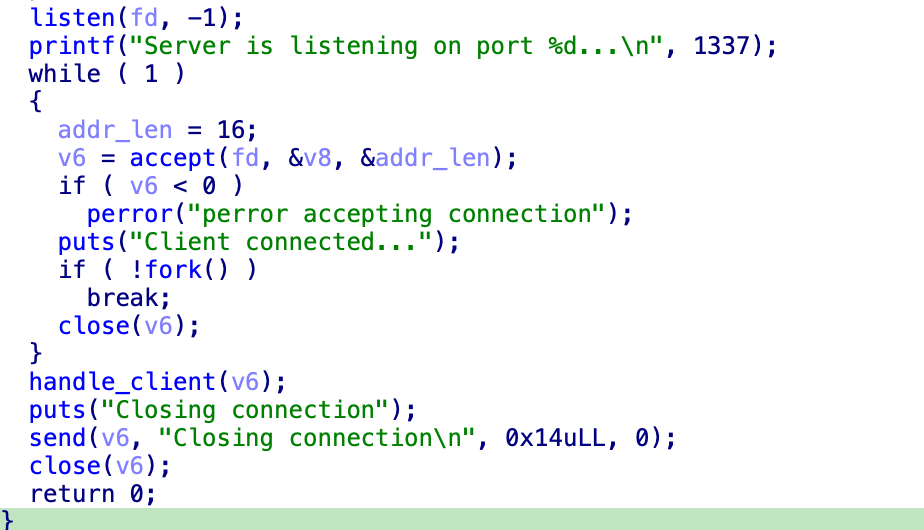 listen(fd, -1);
printf("Server is listening on port %d...\n", 1337);
while ( 1 )
{
addr_len = 16;
v6 = accept(fd, &v8, &addr_len);
if ( v6 < 0 )
perror("perror accepting connection");
puts("Client connected...");
if ( !fork() )
break;
close(v6);
}
handle_client(v6);
puts("Closing connection");
send(v6, "Closing connection\n", 0x14uLL, 0);
close(v6);
return 0;
}